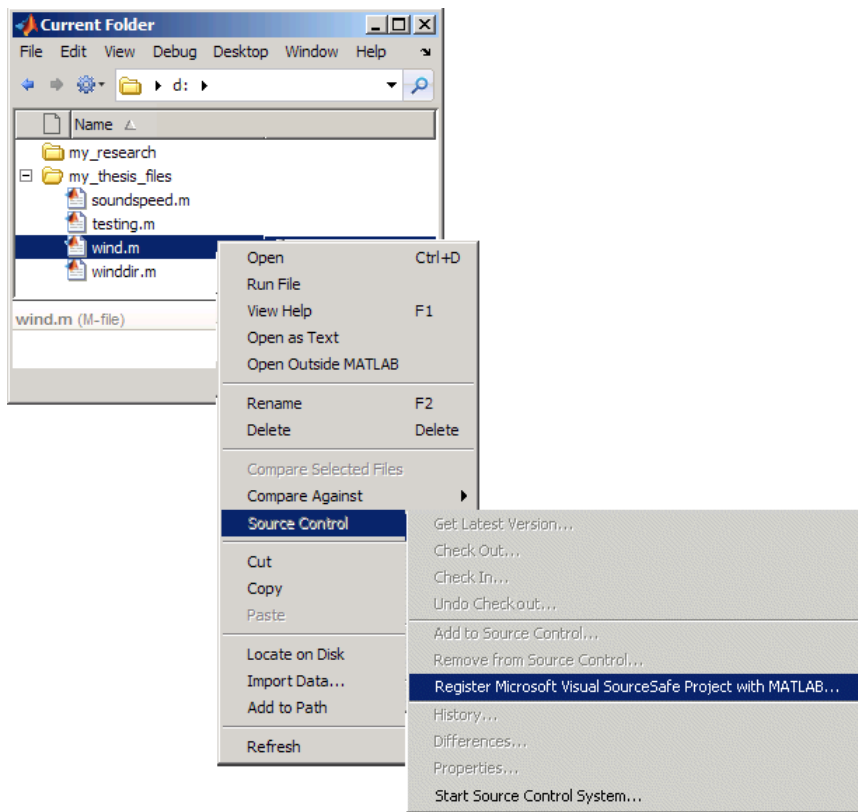 Current Folder
File Edit View Debug Desktop Window Help
d:
Name
my_research
my_thesis_files
soundspeed.m
testing.m
wind.m
winddir.m
wind.m (M-file)
Open Ctrl+D
Run File
View Help F1
Open as Text
Open Outside MATLAB
Rename F2
Delete Delete
Compare Selected Files
Compare Against
Source Control
Cut
Copy
Paste
Locate on Disk
Import Data...
Add to Path
Refresh
Get Latest Version...
Check Out...
Check In...
Undo Checkout...
Add to Source Control...
Remove from Source Control...
Register Microsoft Visual SourceSafe Project with MATLAB...
History...
Differences...
Properties...
Start Source Control System...